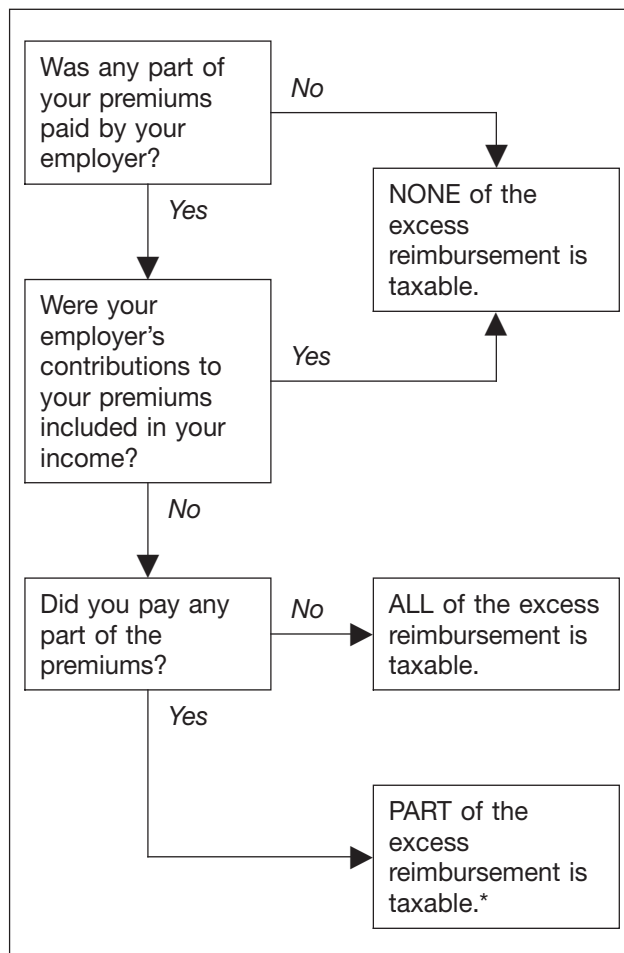 Was any part of
your premiums
paid by your
employer?
No
NONE of the
excess
reimbursement is
taxable.
Yes
Were your
employer’s
contributions to
your premiums
included in your
income?
Yes
No
Did you pay any
part of the
premiums?
No
ALL of the excess
reimbursement is
taxable.
Yes
PART of the
excess
reimbursement is
taxable.*